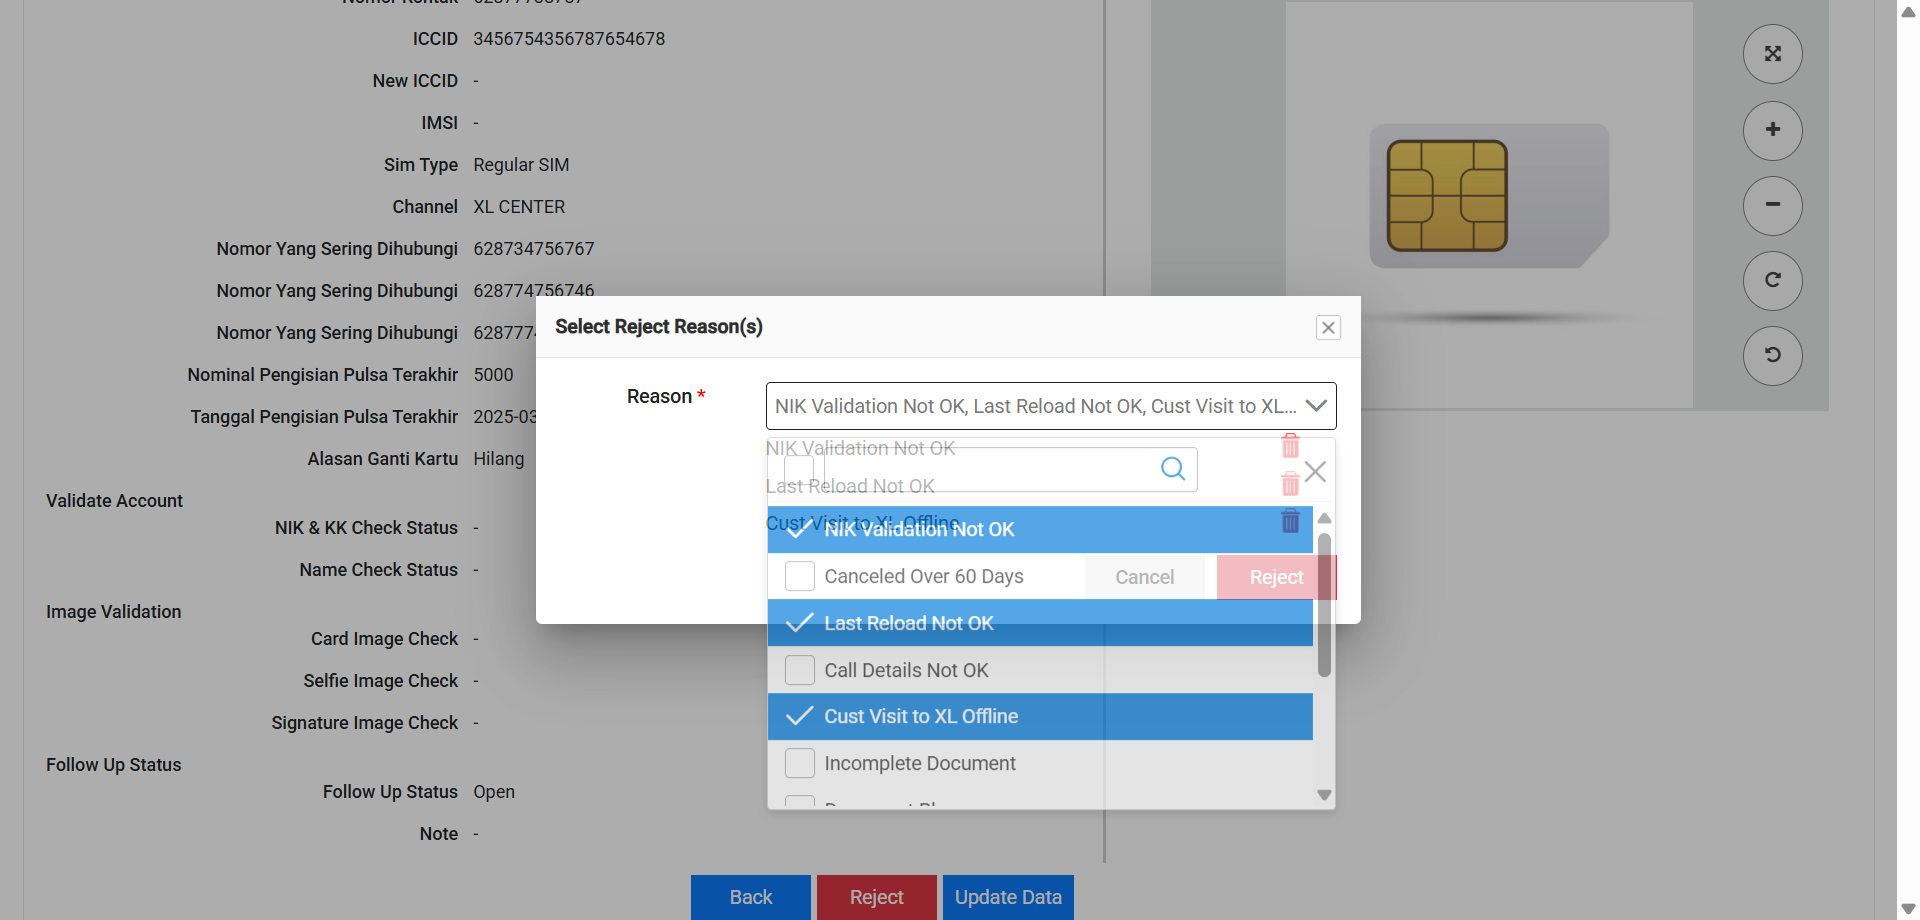 ICCID 3456754356787654678
New ICCID -
IMSI -
Sim Type Regular SIM
Channel XL CENTER
Nomor Yang Sering Dihubungi 628734756767
Nomor Yang Sering Dihubungi 628774756746
Nomor Yang Sering Dihubungi 628777
Nominal Pengisian Pulsa Terakhir 5000
Tanggal Pengisian Pulsa Terakhir 2025-03
Alasan Ganti Kartu Hilang
Validate Account
NIK & KK Check Status -
Name Check Status -
Image Validation
Card Image Check -
Selfie Image Check -
Signature Image Check -
Follow Up Status
Follow Up Status Open
Note -
Back Reject Update Data
Select Reject Reason(s)
Reason * NIK Validation Not OK, Last Reload Not OK, Cust Visit to XL...
NIK Validation Not OK
Last Reload Not OK
Cust Visit to XL Offline
NIK Validation Not OK
Canceled Over 60 Days
Cancel Reject
Last Reload Not OK
Call Details Not OK
Cust Visit to XL Offline
Incomplete Document